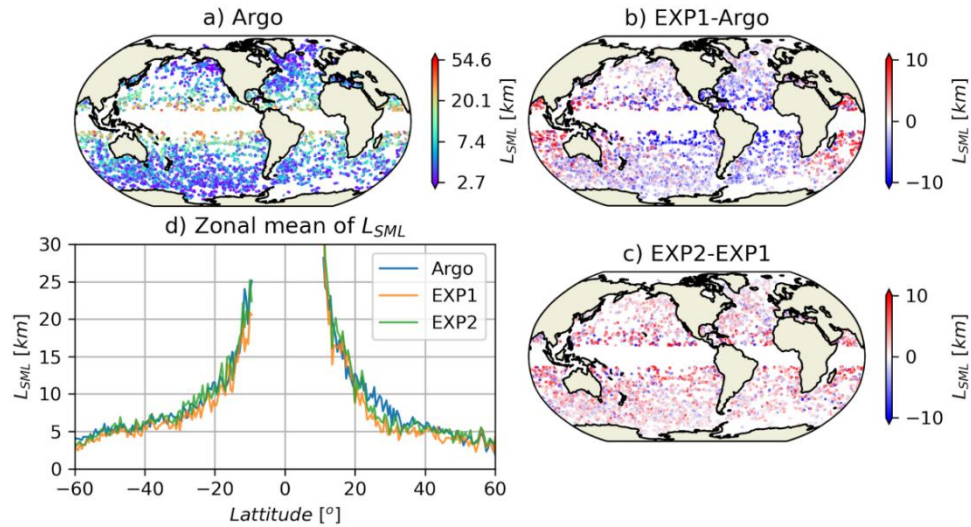 a) Argo
54.6
20.1
7.4
2.7
L_SML [km]
b) EXP1-Argo
10
0
−10
L_SML [km]
d) Zonal mean of L_SML
30
25
20
15
10
5
0
L_SML [km]
Argo
EXP1
EXP2
−60
−40
−20
0
20
40
60
Lattitude [°]
c) EXP2-EXP1
10
0
−10
L_SML [km]